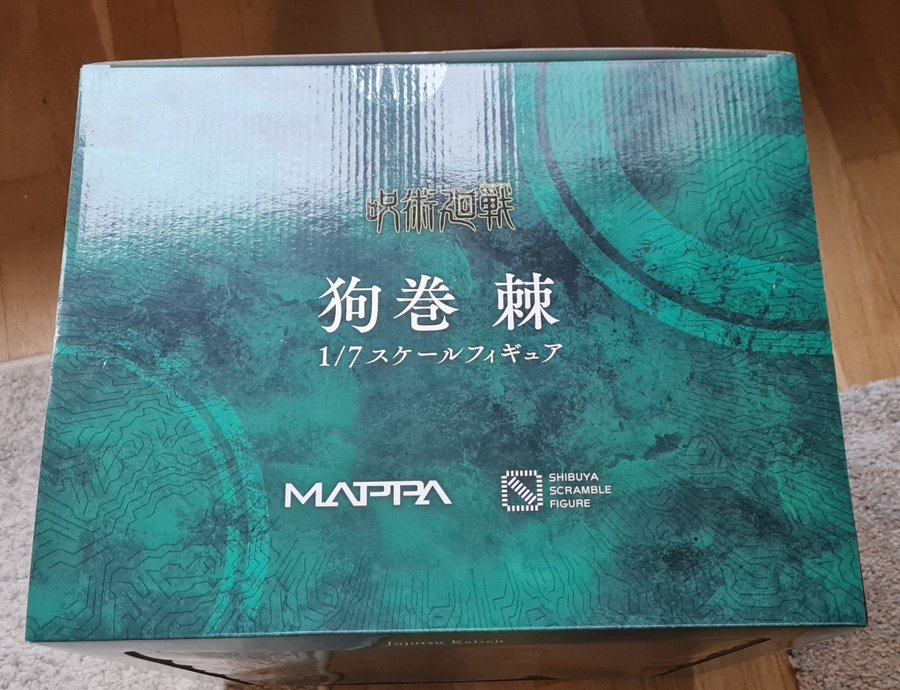 呪術廻戦
狗巻 棘
1/7スケールフィギュア
MAPPA
SHIBUYA
SCRAMBLE
FIGURE
Jujutsu Kaisen